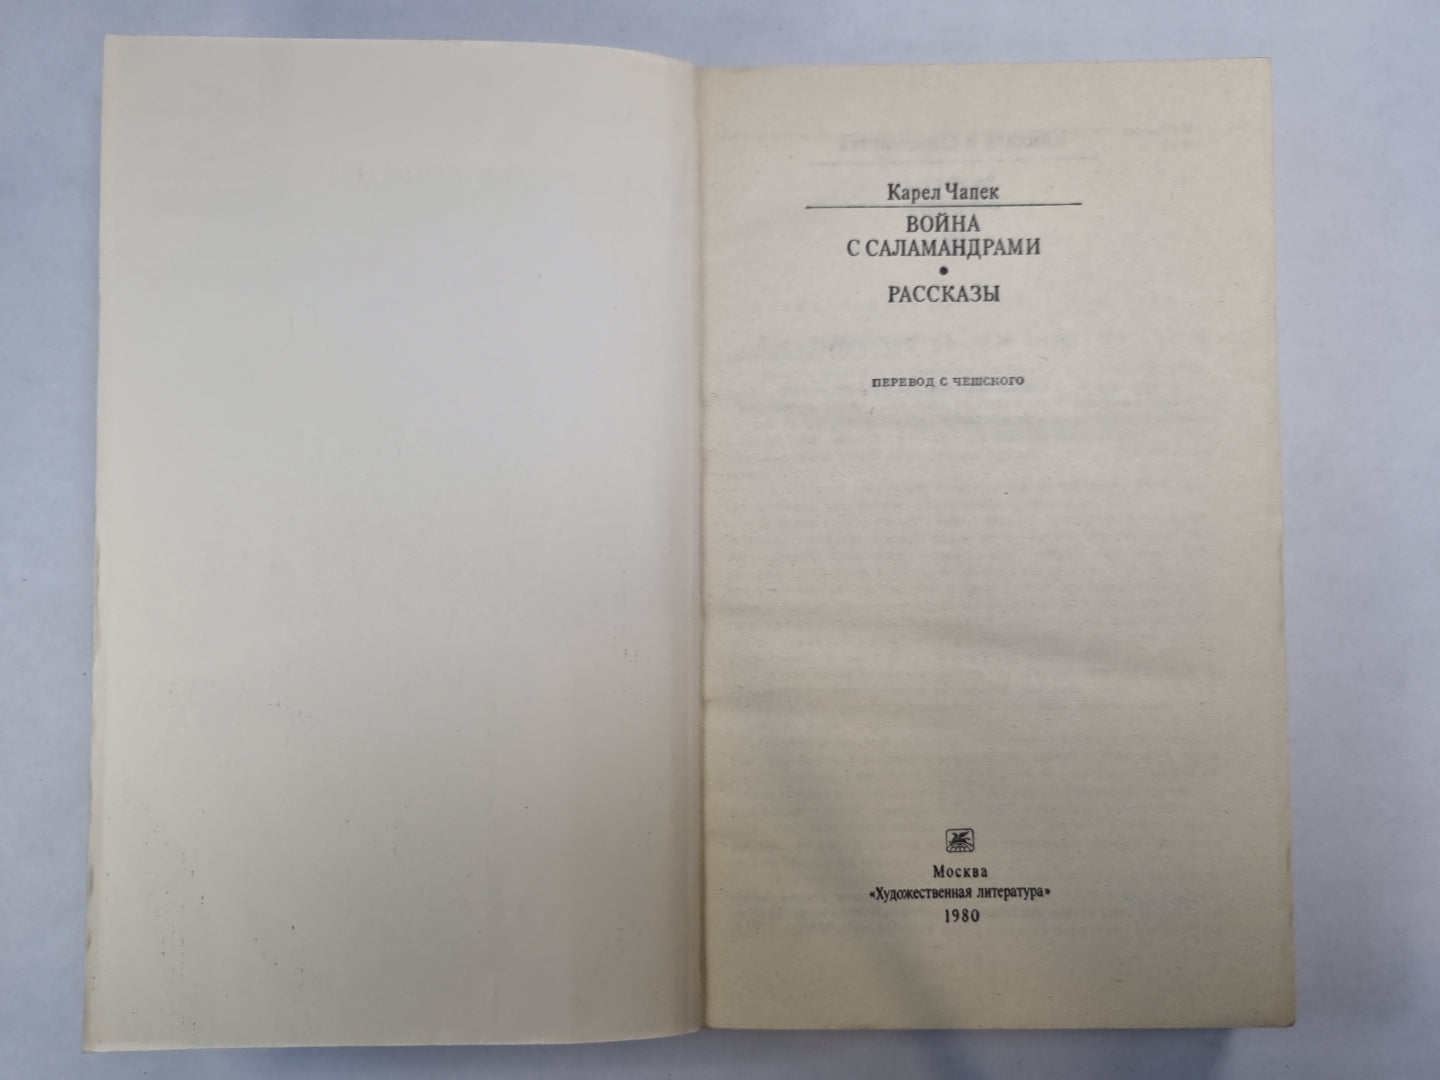 Карел Чапек
ВОЙНА
С САЛАМАНДРАМИ
•
РАССКАЗЫ
ПЕРЕВОД С ЧЕШСКОГО
Москва
«Художественная литература»
1980